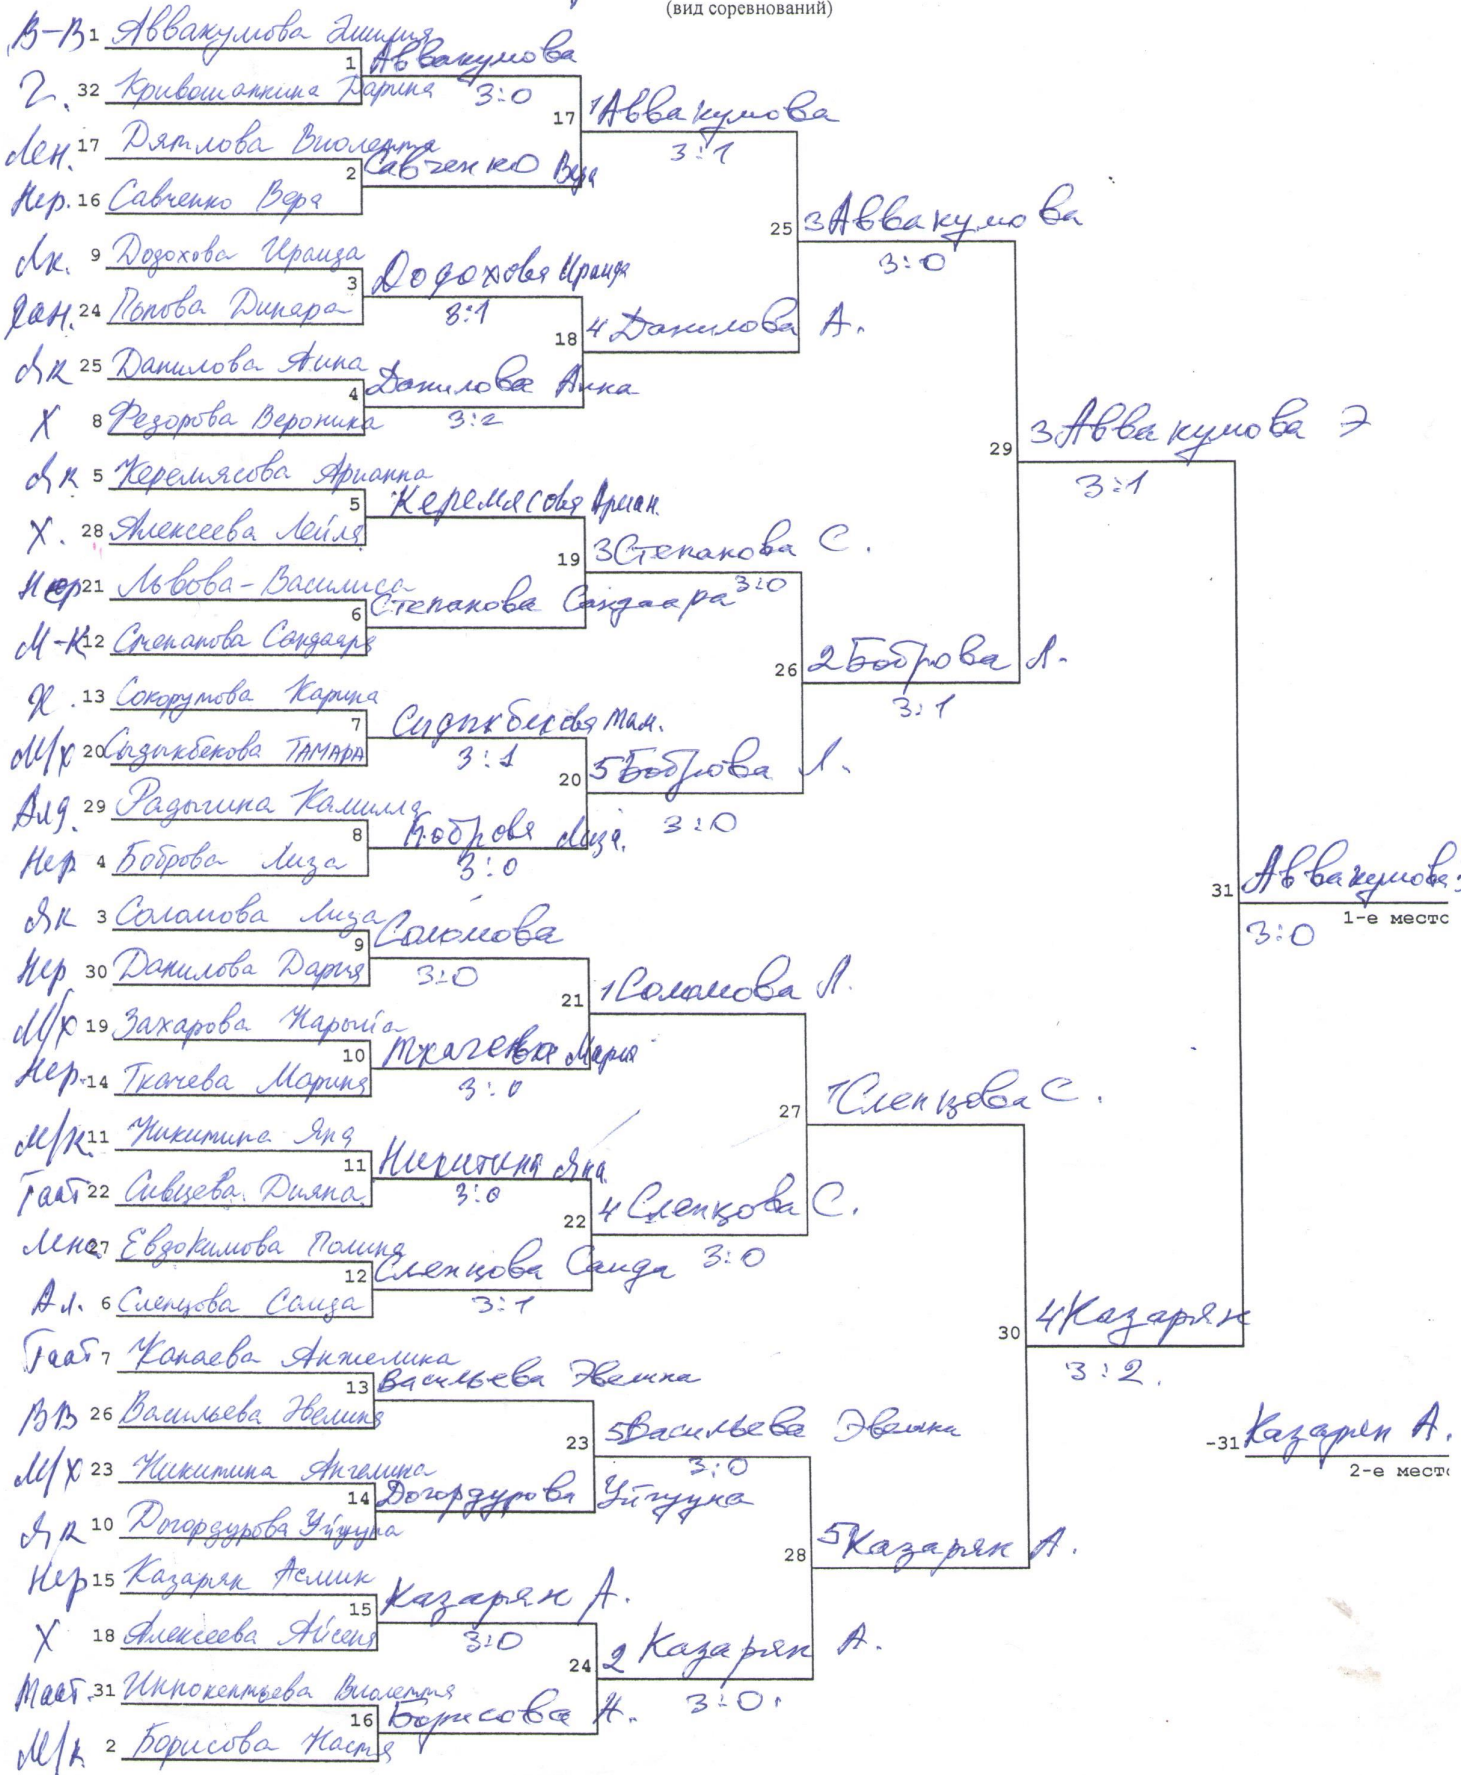 (вид соревнований)
В-В 1 Аввакумова Эмилия
1 Аввакумова
Г. 32 Кривошапкина Дарина 3:0
17 1 Аввакумова
Лен. 17 Дятлова Виолетта 3:1
2 Савченко Вера
Нер. 16 Савченко Вера
25 3 Аввакумова
Як. 9 Додохова Ираида 3:0
3 Додохова Ираида
24 Попова Динара 3:1
18 4 Данилова А.
Як 25 Данилова Анна
4 Данилова Анна
Х 8 Федорова Вероника 3:2
29 3 Аввакумова Э
Як 5 Керемясова Арианна 3:1
5 Керемясова Ариан.
Х. 28 Алексеева Лейла
19 3 Степанова С.
Нер 21 Львова-Василиса 3:0
6 Степанова Сандаара
М-К 12 Степанова Сандаара
26 2 Боброва Л.
Х. 13 Сокорутова Карина 3:1
7 Сыдыкбекова Там.
М/Х 20 Сыдыкбекова ТАМАРА 3:1
20 5 Боброва Л.
Алд. 29 Радыгина Камилла 3:0
8 Боброва Лиза.
Нер 4 Боброва Лиза 3:0
31 Аввакумова
3:0 1-е место
Як 3 Соломова Лиза
9 Соломова
Нер 30 Данилова Дарья 3:0
21 1 Соломова Л.
М/Х 19 Захарова Нарыйа
10 Ткачева Мария
Нер. 14 Ткачева Марина 3:0
27 1 Слепцова С.
М/К. 11 Никитина Яна
11 Никитина Яна.
Таат 22 Сивцева Диана 3:0
22 4 Слепцова С.
Ленс 27 Евдокимова Полина 3:0
12 Слепцова Саида
Ал. 6 Слепцова Саида 3:1
30 4 Казарян
Таат 7 Канаева Анжелика 3:2.
13 Васильева Эвелина
ВВ 26 Васильева Эвелина
23 5 Васильева Эвелина
-31 Казарян А.
2-е место
М/Х 23 Никитина Ангелина 3:0
14 Догордурова Уйгууна
Як 10 Догордурова Уйгууна
28 5 Казарян А.
Нер 15 Казарян Асмик
15 Казарян А.
Х 18 Алексеева Айсена 3:0
24 2 Казарян А.
Таат. 31 Иннокентьева Виолетта 3:0.
16 Борисова Н.
М/К 2 Борисова Настя